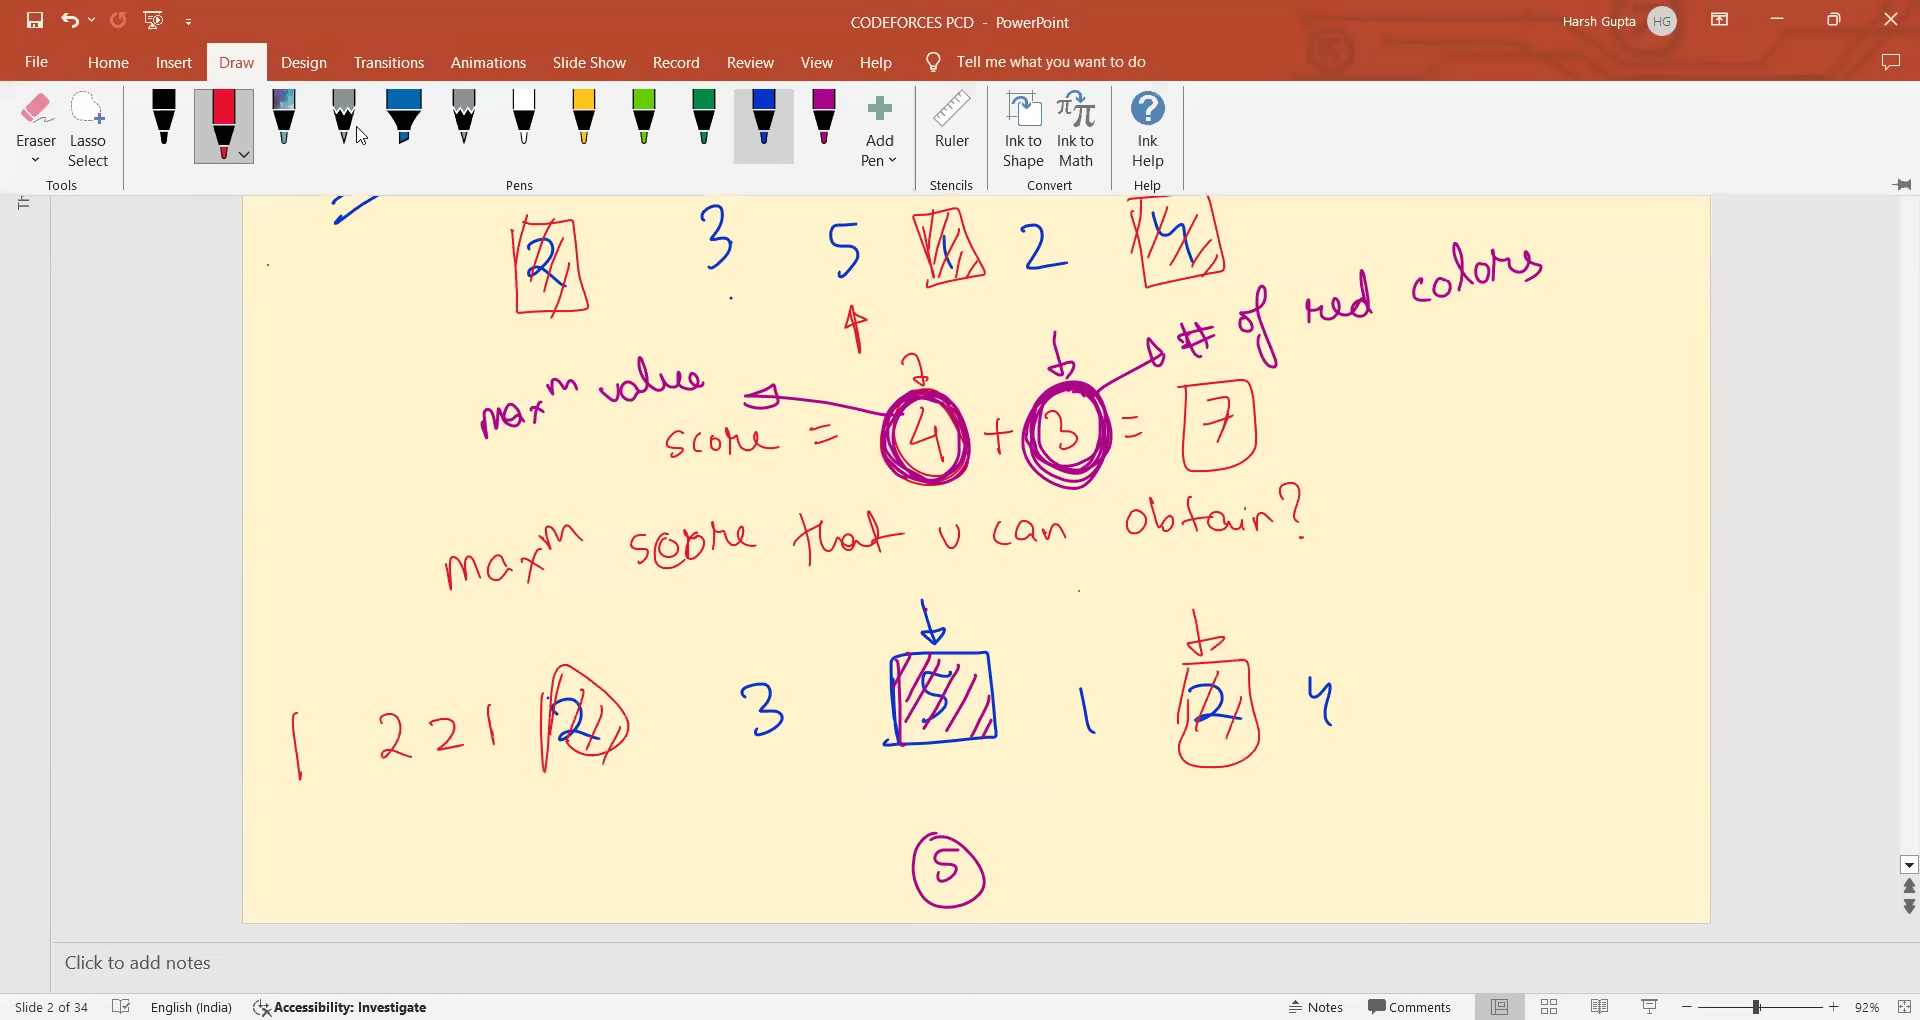 CODEFORCES PCD - PowerPoint
Harsh Gupta HG
File Home Insert Draw Design Transitions Animations Slide Show Record Review View Help Tell me what you want to do
Eraser
Lasso Select
Add Pen
Ruler
Ink to Shape
Ink to Math
Ink Help
Tools Pens Stencils Convert Help
2 3 5 1 2 4
# of red colors
maxᵐ value
score = 4 + 3 = 7
maxᵐ score that u can obtain?
1 2 2 1 2 3 5 1 2 4
5
Click to add notes
Slide 2 of 34 English (India) Accessibility: Investigate Notes Comments 92%